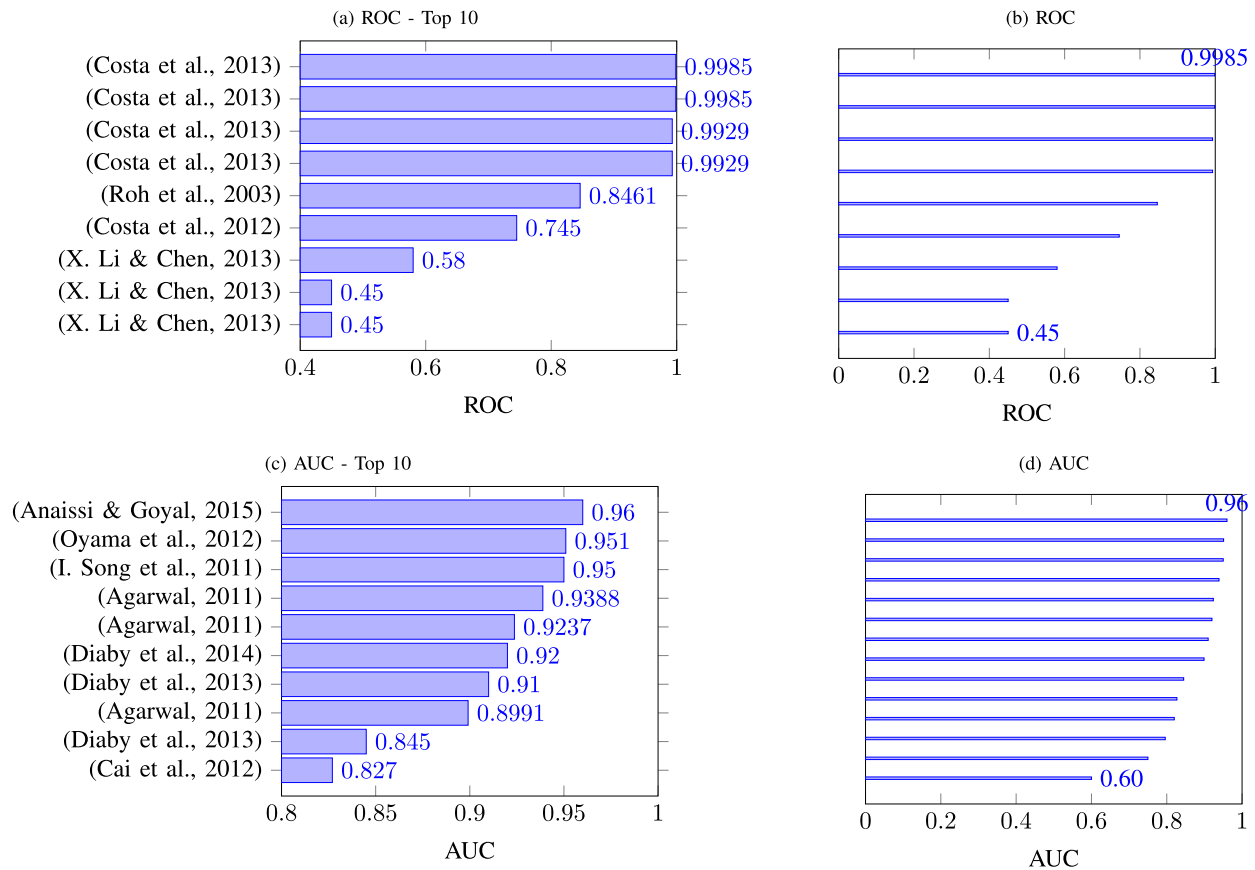 (a) ROC - Top 10
(Costa et al., 2013) 0.9985
(Costa et al., 2013) 0.9985
(Costa et al., 2013) 0.9929
(Costa et al., 2013) 0.9929
(Roh et al., 2003) 0.8461
(Costa et al., 2012) 0.745
(X. Li & Chen, 2013) 0.58
(X. Li & Chen, 2013) 0.45
(X. Li & Chen, 2013) 0.45
0.4 0.6 0.8 1
ROC
(b) ROC
0.9985
0.45
0 0.2 0.4 0.6 0.8 1
ROC
(c) AUC - Top 10
(Anaissi & Goyal, 2015) 0.96
(Oyama et al., 2012) 0.951
(I. Song et al., 2011) 0.95
(Agarwal, 2011) 0.9388
(Agarwal, 2011) 0.9237
(Diaby et al., 2014) 0.92
(Diaby et al., 2013) 0.91
(Agarwal, 2011) 0.8991
(Diaby et al., 2013) 0.845
(Cai et al., 2012) 0.827
0.8 0.85 0.9 0.95 1
AUC
(d) AUC
0.96
0.60
0 0.2 0.4 0.6 0.8 1
AUC